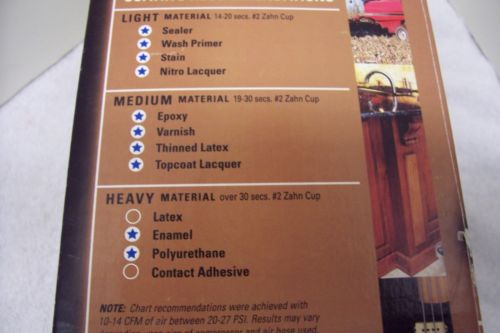 LIGHT MATERIAL 14-20 secs. #2 Zahn Cup
Sealer
Wash Primer
Stain
Nitro Lacquer
MEDIUM MATERIAL 19-30 secs. #2 Zahn Cup
Epoxy
Varnish
Thinned Latex
Topcoat Lacquer
HEAVY MATERIAL over 30 secs. #2 Zahn Cup
Latex
Enamel
Polyurethane
Contact Adhesive
NOTE: Chart recommendations were achieved with
10-14 CFM of air between 20-27 PSI. Results may vary